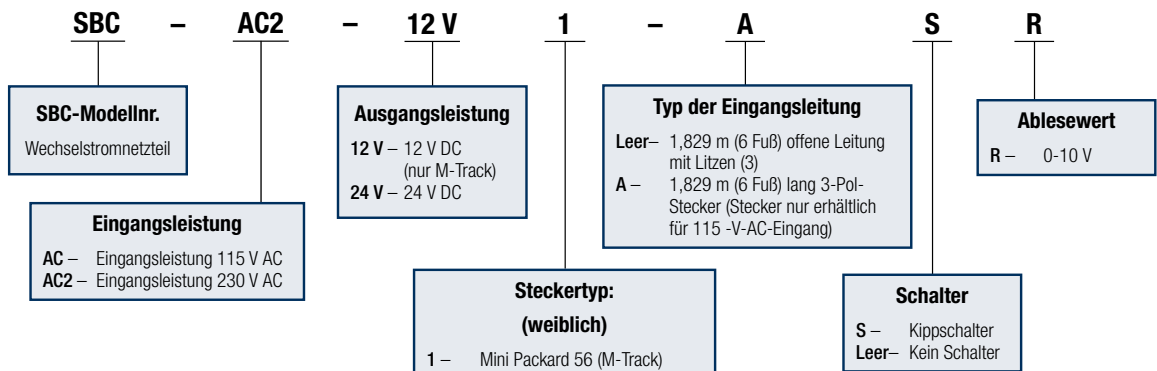 SBC – AC2 – 12 V 1 – A S R
SBC-Modellnr.
Wechselstromnetzteil
Eingangsleistung
AC – Eingangsleistung 115 V AC
AC2 – Eingangsleistung 230 V AC
Ausgangsleistung
12 V – 12 V DC
(nur M-Track)
24 V – 24 V DC
Steckertyp:
(weiblich)
1 – Mini Packard 56 (M-Track)
Typ der Eingangsleitung
Leer– 1,829 m (6 Fuß) offene Leitung
mit Litzen (3)
A – 1,829 m (6 Fuß) lang 3-Pol-
Stecker (Stecker nur erhältlich
für 115 -V-AC-Eingang)
Schalter
S – Kippschalter
Leer– Kein Schalter
Ablesewert
R – 0-10 V